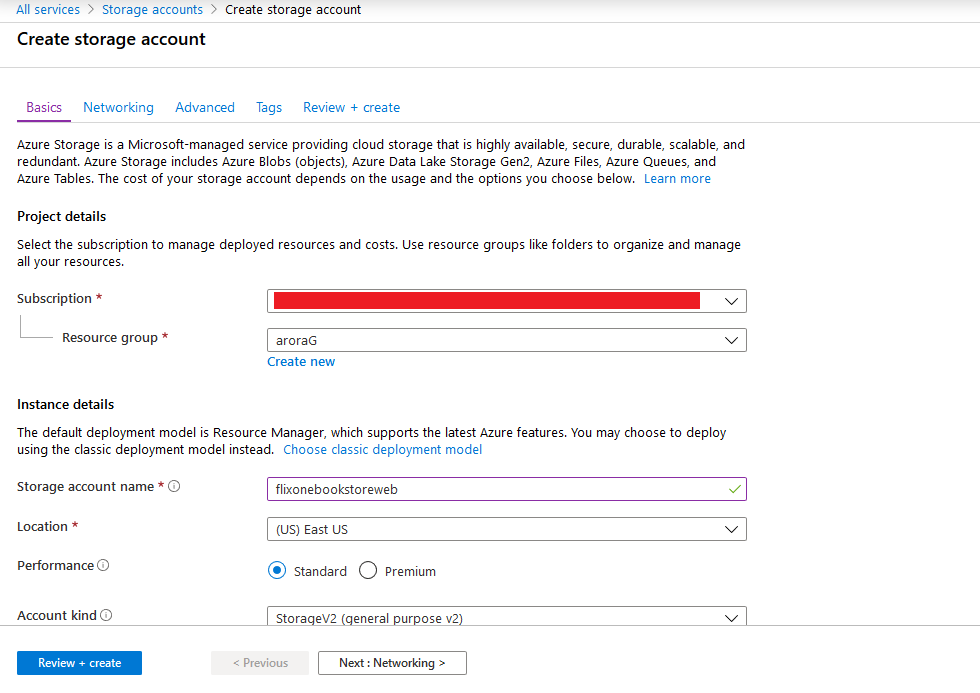 All services > Storage accounts > Create storage account
Create storage account
Basics Networking Advanced Tags Review + create
Azure Storage is a Microsoft-managed service providing cloud storage that is highly available, secure, durable, scalable, and
redundant. Azure Storage includes Azure Blobs (objects), Azure Data Lake Storage Gen2, Azure Files, Azure Queues, and
Azure Tables. The cost of your storage account depends on the usage and the options you choose below. Learn more
Project details
Select the subscription to manage deployed resources and costs. Use resource groups like folders to organize and manage
all your resources.
Subscription *
Resource group * aroraG
Create new
Instance details
The default deployment model is Resource Manager, which supports the latest Azure features. You may choose to deploy
using the classic deployment model instead. Choose classic deployment model
Storage account name * flixonebookstoreweb
Location * (US) East US
Performance Standard Premium
Account kind StorageV2 (general purpose v2)
Review + create < Previous Next : Networking >